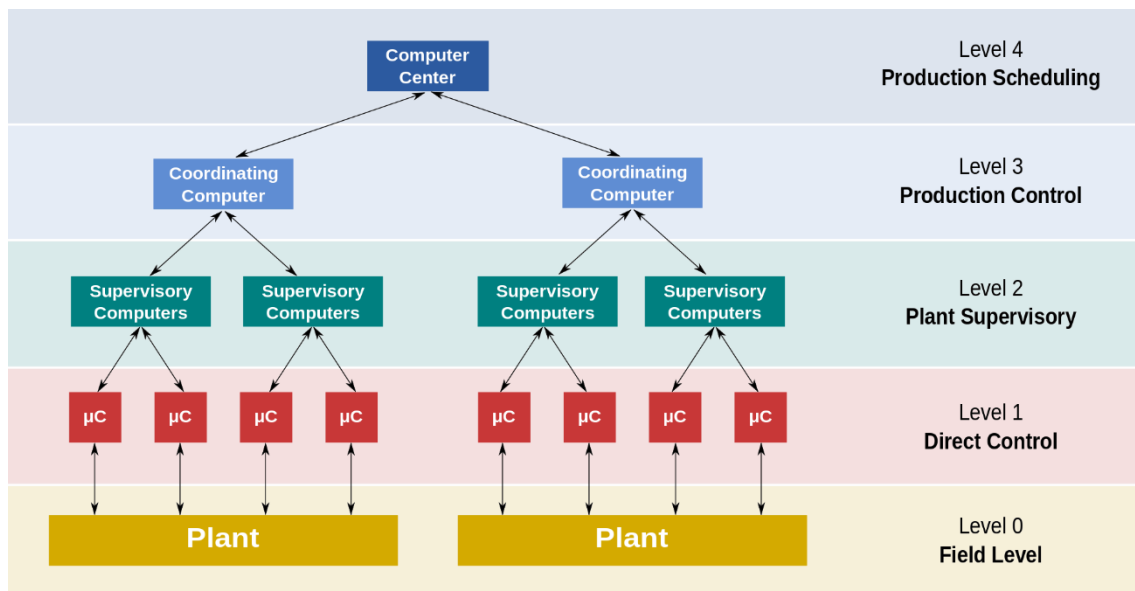 Computer
Center
Level 4
Production Scheduling
Coordinating
Computer
Coordinating
Computer
Level 3
Production Control
Supervisory
Computers
Supervisory
Computers
Supervisory
Computers
Supervisory
Computers
Level 2
Plant Supervisory
µC
µC
µC
µC
µC
µC
µC
µC
Level 1
Direct Control
Plant
Plant
Level 0
Field Level